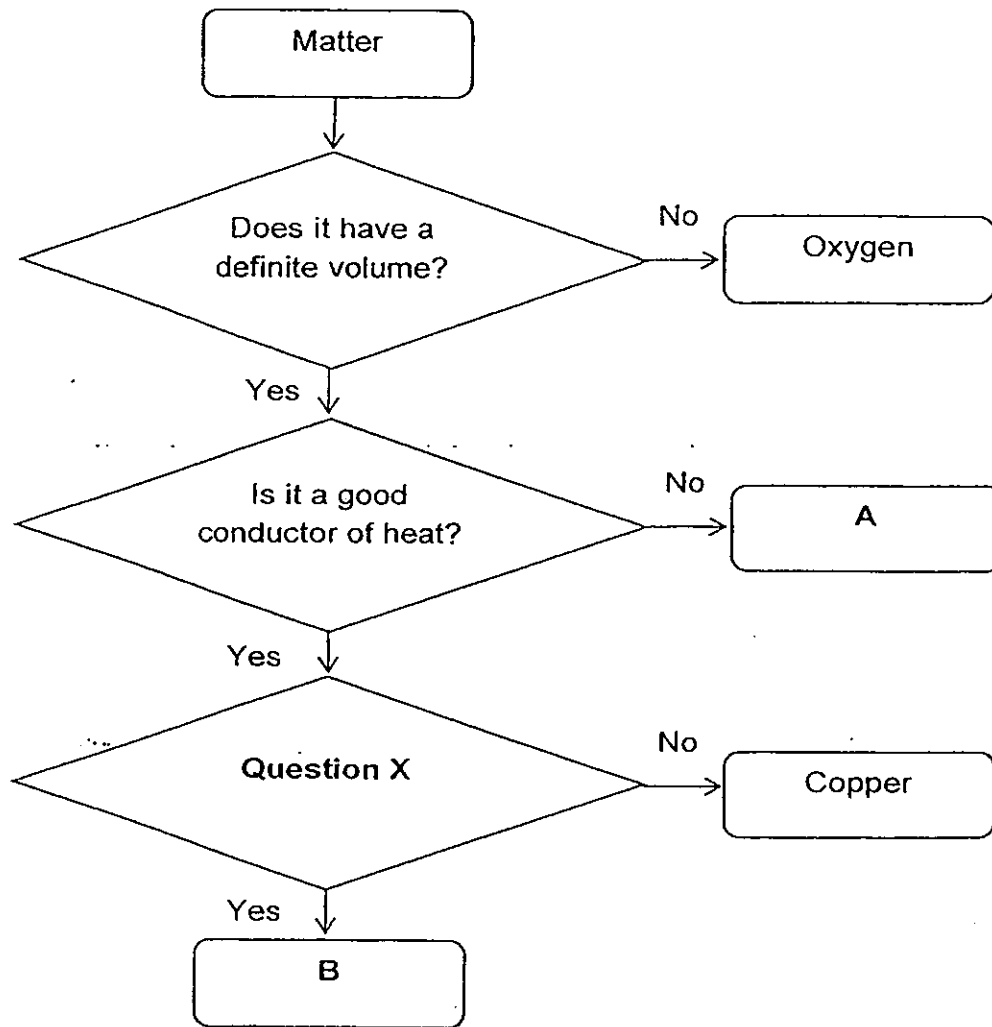 Matter
Does it have a
definite volume?
No
Oxygen
Yes
Is it a good
conductor of heat?
No
A
Yes
Question X
No
Copper
Yes
B